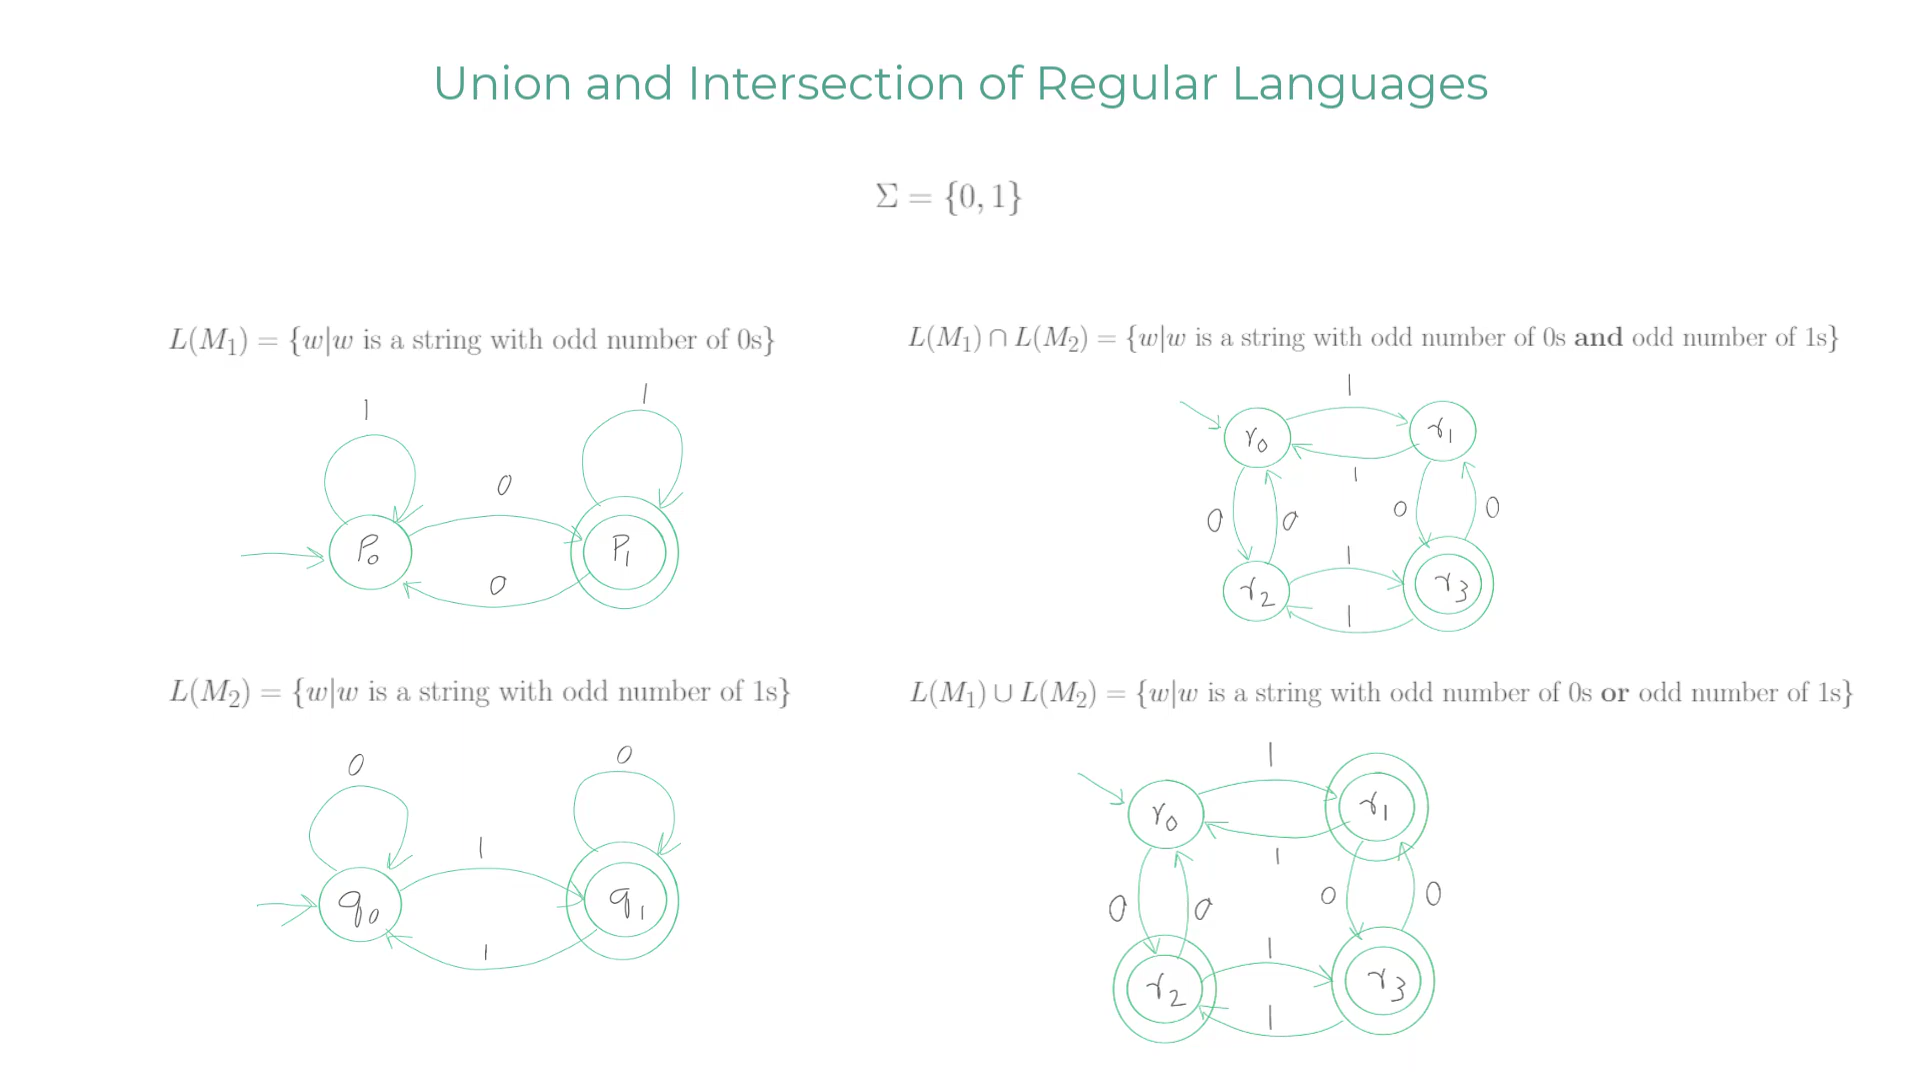 Union and Intersection of Regular Languages
Σ = {0, 1}
L(M₁) = {w|w is a string with odd number of 0s}
1
1
0
P₀
P₁
0
L(M₂) = {w|w is a string with odd number of 1s}
0
0
1
q₀
q₁
1
L(M₁) ∩ L(M₂) = {w|w is a string with odd number of 0s and odd number of 1s}
1
r₀
r₁
1
0
0
0
0
1
r₂
r₃
1
L(M₁) ∪ L(M₂) = {w|w is a string with odd number of 0s or odd number of 1s}
1
r₀
r₁
1
0
0
0
0
1
r₂
r₃
1